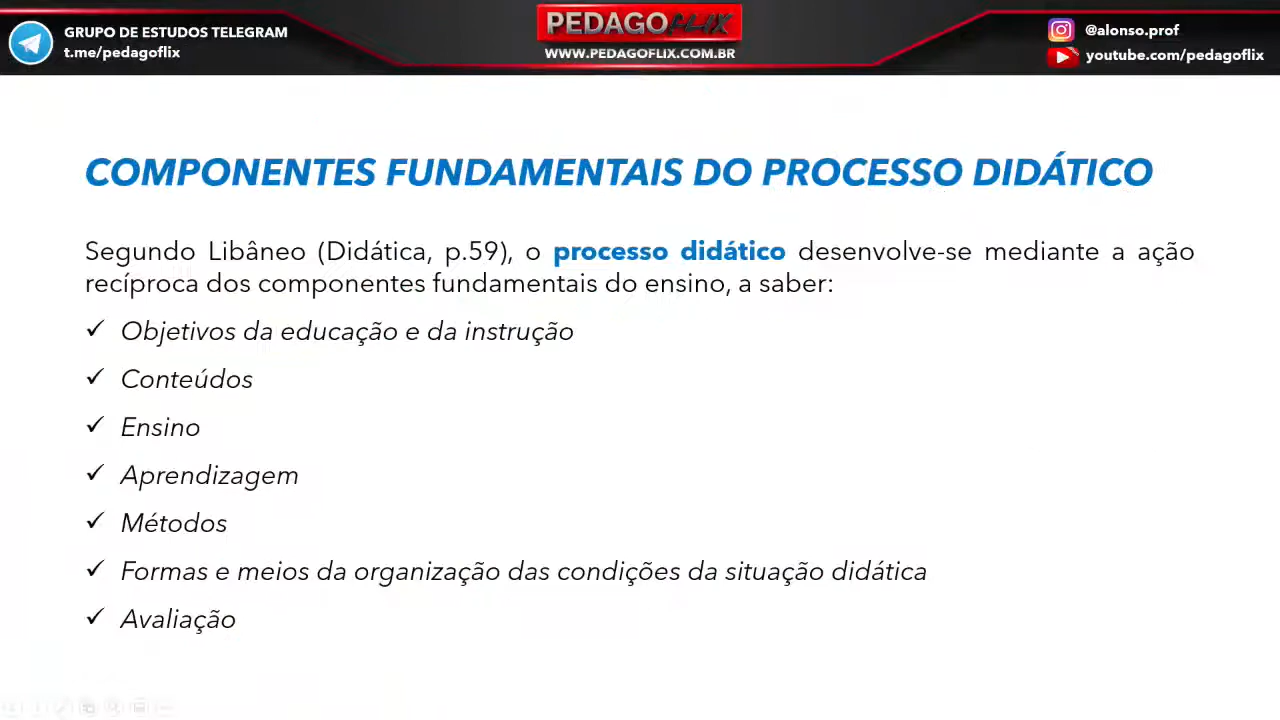 GRUPO DE ESTUDOS TELEGRAM
t.me/pedagoflix
PEDAGOFLIX
WWW.PEDAGOFLIX.COM.BR
@alonso.prof
youtube.com/pedagoflix
COMPONENTES FUNDAMENTAIS DO PROCESSO DIDÁTICO
Segundo Libâneo (Didática, p.59), o processo didático desenvolve-se mediante a ação
recíproca dos componentes fundamentais do ensino, a saber:
✓ Objetivos da educação e da instrução
✓ Conteúdos
✓ Ensino
✓ Aprendizagem
✓ Métodos
✓ Formas e meios da organização das condições da situação didática
✓ Avaliação